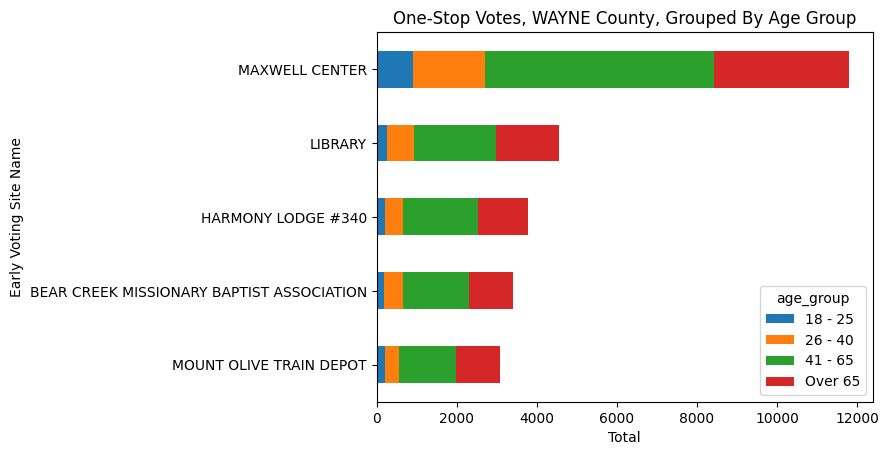 One-Stop Votes, WAYNE County, Grouped By Age Group
Early Voting Site Name
MAXWELL CENTER
LIBRARY
HARMONY LODGE #340
BEAR CREEK MISSIONARY BAPTIST ASSOCIATION
MOUNT OLIVE TRAIN DEPOT
age_group
18 - 25
26 - 40
41 - 65
Over 65
0 2000 4000 6000 8000 10000 12000
Total